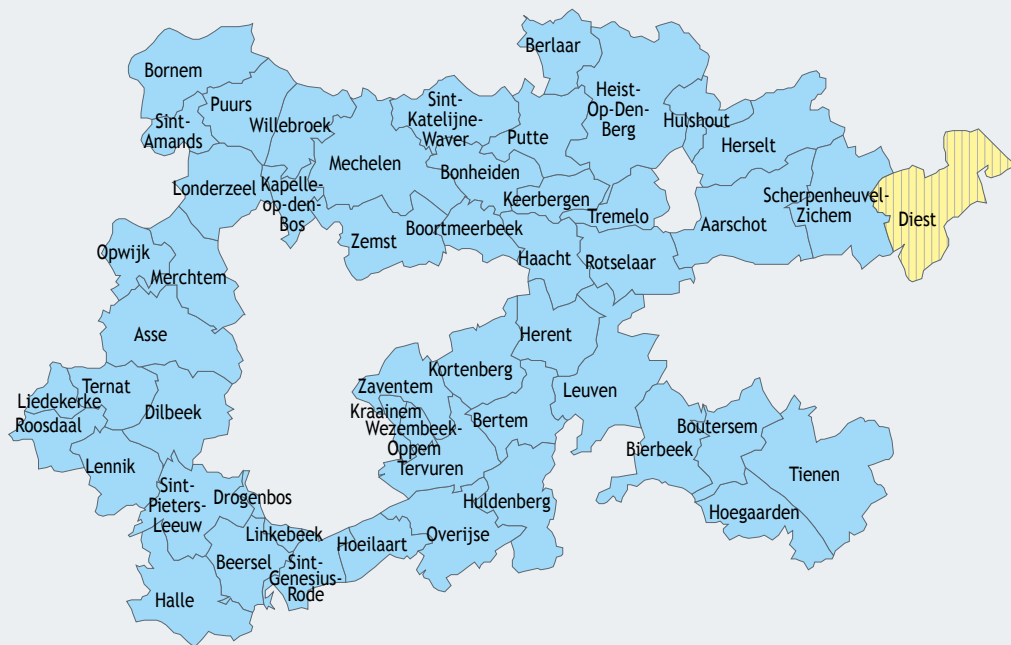 Berlaar
Bornem
Heist-
Op-Den-
Berg
Puurs
Sint-
Katelijne-
Waver
Sint-
Amands
Willebroek
Hulshout
Putte
Herselt
Mechelen
Bonheiden
Londerzeel
Kapelle-
op-den-
Bos
Keerbergen
Scherpenheuvel-
Zichem
Tremelo
Diest
Aarschot
Boortmeerbeek
Zemst
Opwijk
Haacht
Rotselaar
Merchtem
Asse
Herent
Kortenberg
Ternat
Zaventem
Leuven
Liedekerke
Dilbeek
Kraainem
Roosdaal
Bertem
Wezembeek-
Oppem
Boutersem
Bierbeek
Lennik
Tervuren
Tienen
Sint-
Pieters-
Leeuw
Drogenbos
Huldenberg
Hoegaarden
Linkebeek
Hoeilaart
Overijse
Beersel
Sint-
Genesius-
Rode
Halle